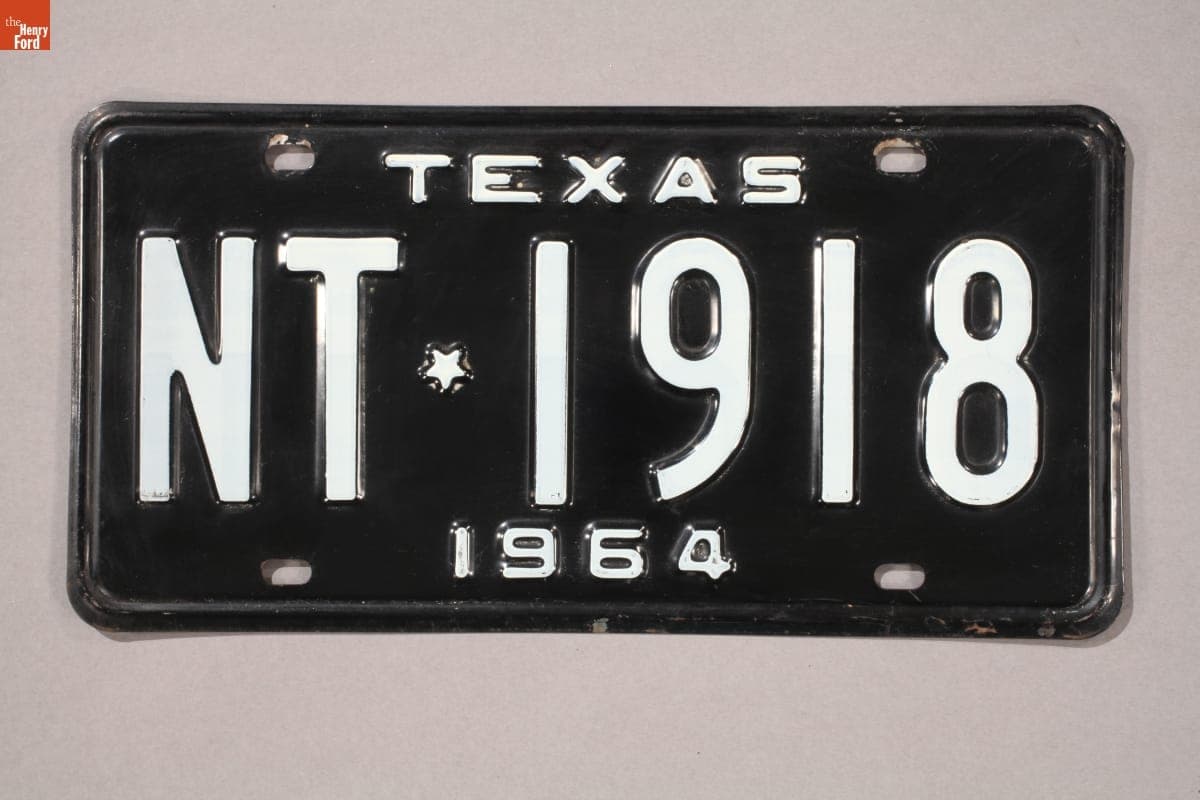 the
Henry
Ford
TEXAS
NT★1918
1964